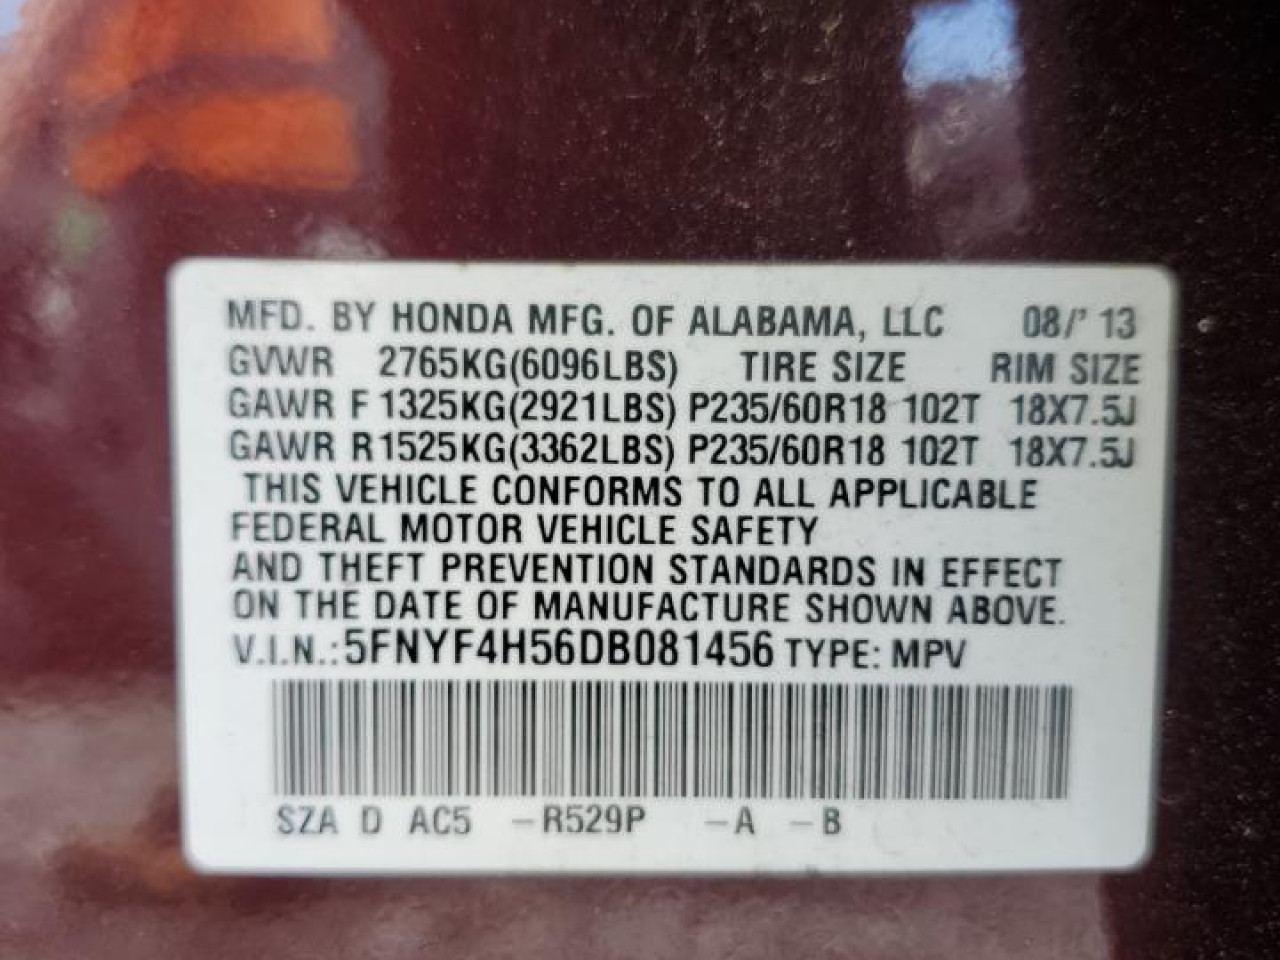 MFD. BY HONDA MFG. OF ALABAMA, LLC 08/' 13
GVWR 2765KG(6096LBS) TIRE SIZE RIM SIZE
GAWR F 1325KG(2921LBS) P235/60R18 102T 18X7.5J
GAWR R 1525KG(3362LBS) P235/60R18 102T 18X7.5J
THIS VEHICLE CONFORMS TO ALL APPLICABLE
FEDERAL MOTOR VEHICLE SAFETY
AND THEFT PREVENTION STANDARDS IN EFFECT
ON THE DATE OF MANUFACTURE SHOWN ABOVE.
V.I.N.:5FNYF4H56DB081456 TYPE: MPV
SZA D AC5 -R529P -A -B